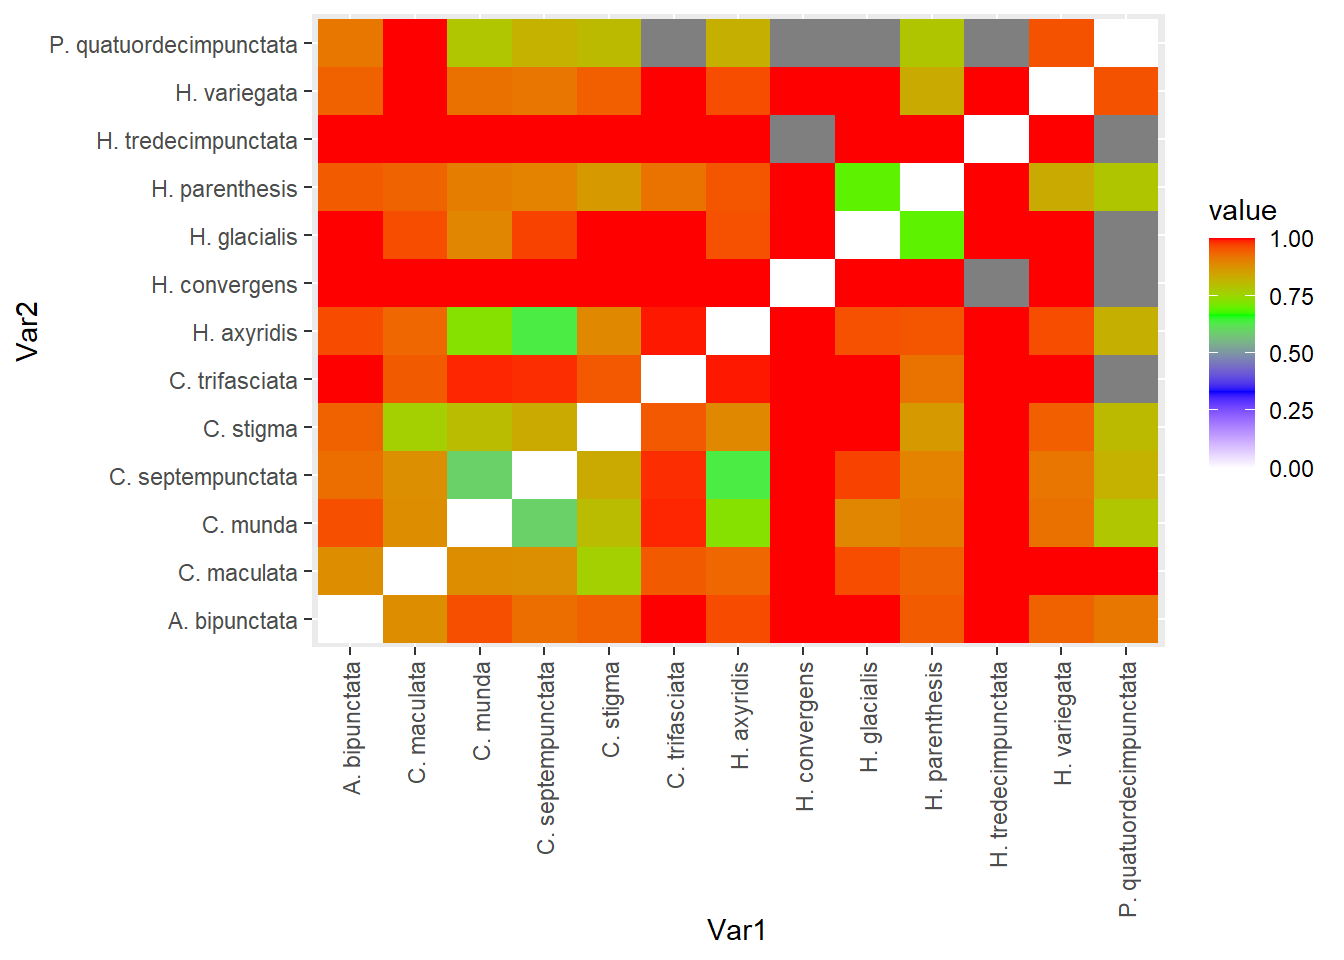 P. quatuordecimpunctata
H. variegata
H. tredecimpunctata
H. parenthesis
H. glacialis
H. convergens
H. axyridis
C. trifasciata
C. stigma
C. septempunctata
C. munda
C. maculata
A. bipunctata
Var2
A. bipunctata
C. maculata
C. munda
C. septempunctata
C. stigma
C. trifasciata
H. axyridis
H. convergens
H. glacialis
H. parenthesis
H. tredecimpunctata
H. variegata
P. quatuordecimpunctata
Var1
value
1.00
0.75
0.50
0.25
0.00